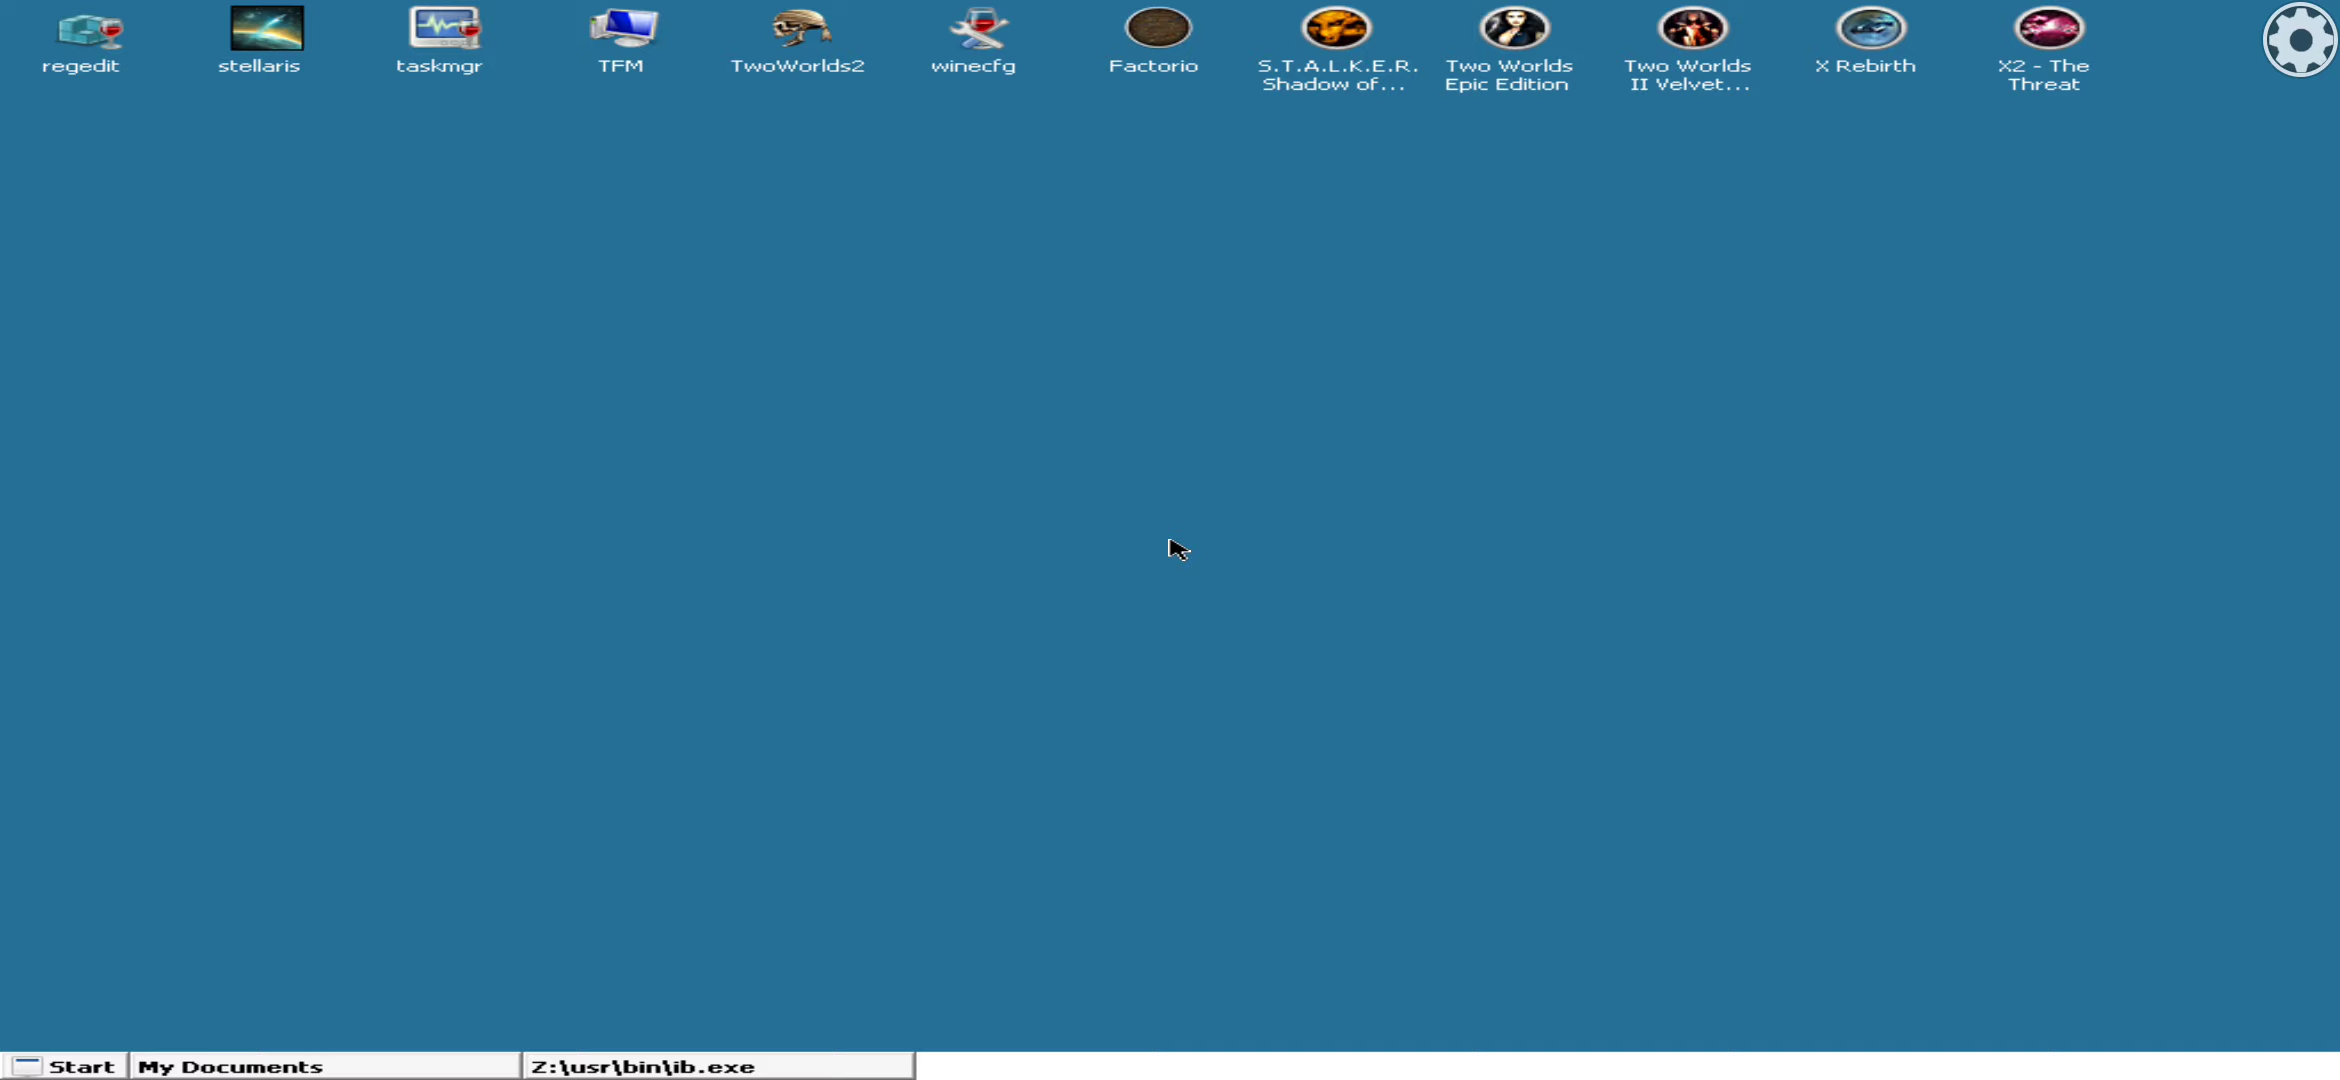 regedit
stellaris
taskmgr
TFM
TwoWorlds2
winecfg
Factorio
S.T.A.L.K.E.R.
Shadow of...
Two Worlds
Epic Edition
Two Worlds
II Velvet...
X Rebirth
X2 - The
Threat
Start
My Documents
Z:\usr\bin\ib.exe